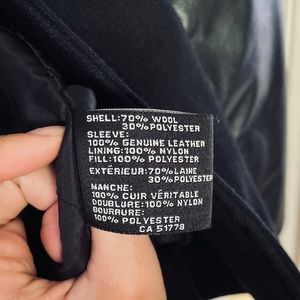 SHELL:70% WOOL
30% POLYESTER
SLEEVE:
100% GENUINE LEATHER
LINING:100% NYLON
FILL:100% POLYESTER
EXTÉRIEUR:70%LAINE
30%POLYESTER
MANCHE:
100% CUIR VÉRITABLE
DOUBLURE:100% NYLON
BOURRURE:
100% POLYESTER
CA 51778